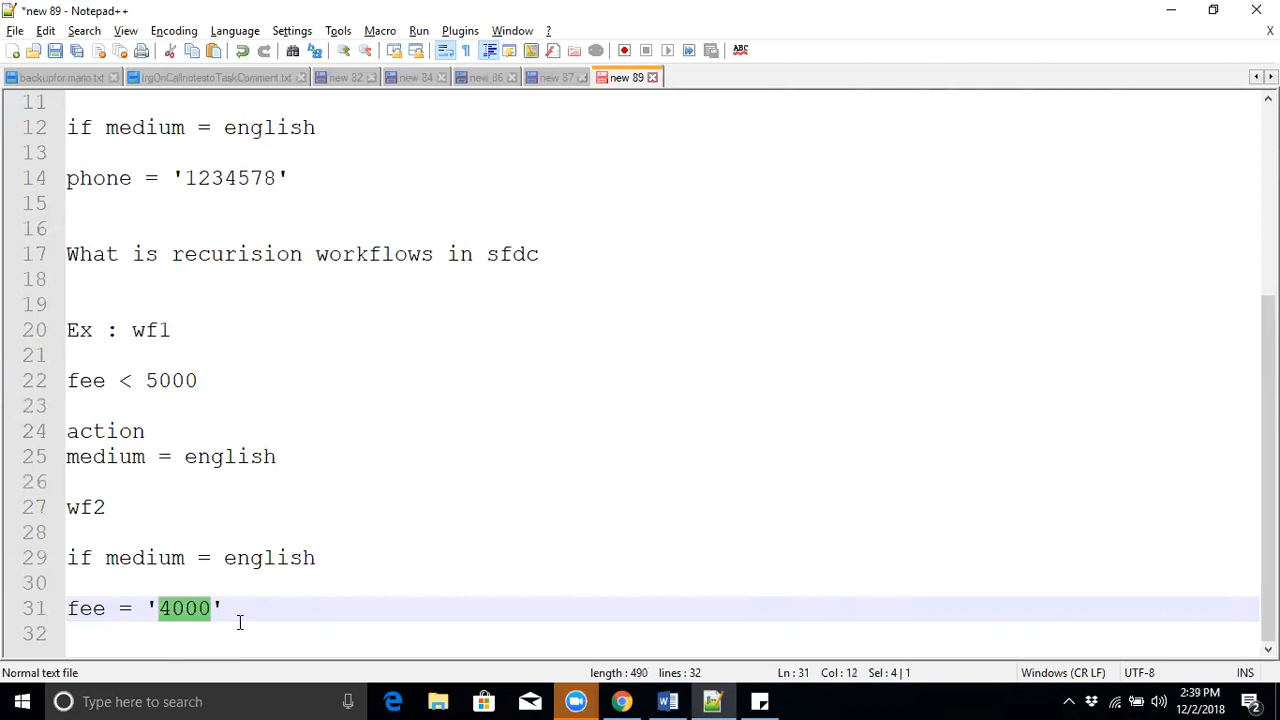 *new 89 - Notepad++
File Edit Search View Encoding Language Settings Tools Macro Run Plugins Window ?
X
backupformario.txt lrgOnCallnotestoTaskComment.txt new 82 new 84 new 86 new 87 new 89
11
12 if medium = english
13
14 phone = '1234578'
15
16
17 What is recurision workflows in sfdc
18
19
20 Ex : wf1
21
22 fee < 5000
23
24 action
25 medium = english
26
27 wf2
28
29 if medium = english
30
31 fee = '4000'
32
Normal text file length : 490 lines : 32 Ln : 31 Col : 12 Sel : 4 | 1 Windows (CR LF) UTF-8 INS
Type here to search
2:39 PM
12/2/2018
2